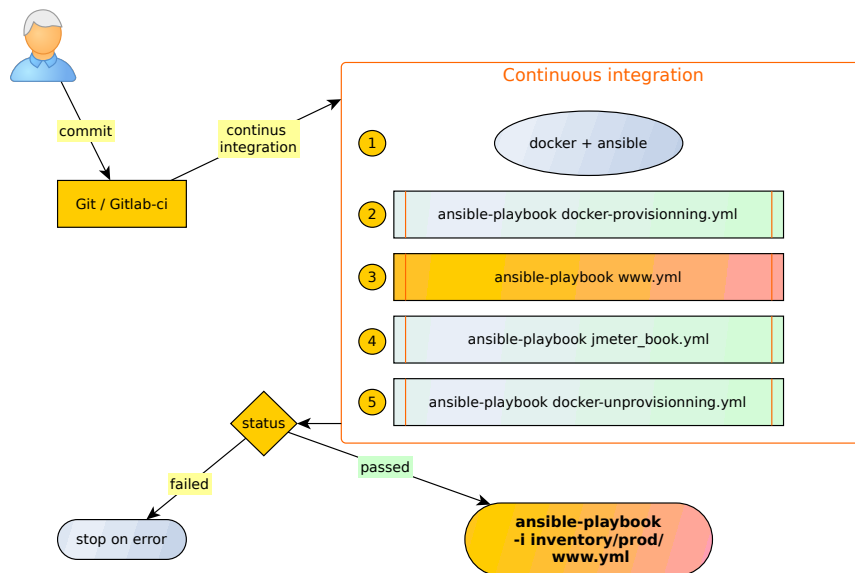 Continuous integration
commit
continus
integration
1
docker + ansible
Git / Gitlab-ci
2
ansible-playbook docker-provisionning.yml
3
ansible-playbook www.yml
4
ansible-playbook jmeter_book.yml
5
ansible-playbook docker-unprovisionning.yml
status
passed
failed
stop on error
ansible-playbook
-i inventory/prod/
www.yml